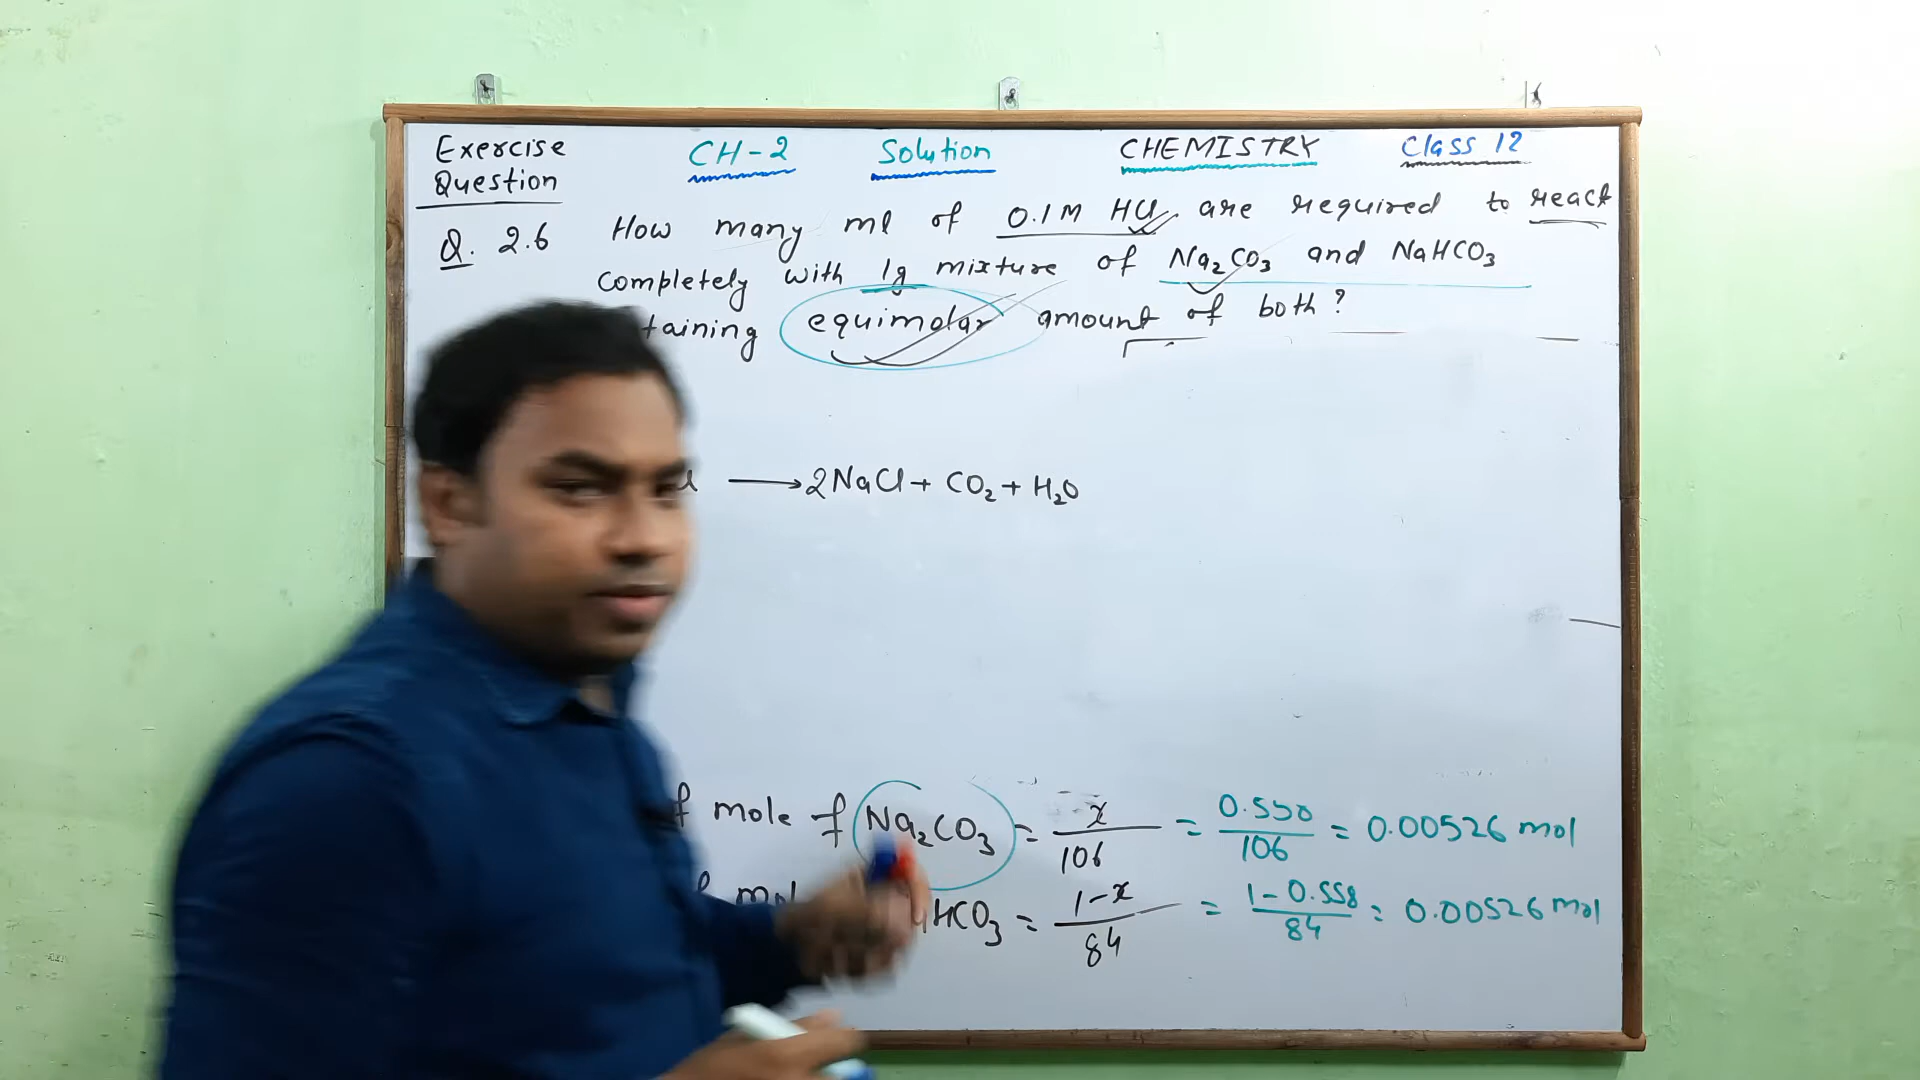 Exercise Question
CH-2 Solution CHEMISTRY Class 12
Q. 2.6 How many ml of 0.1M HCl are required to react
completely with 1g mixture of Na₂CO₃ and NaHCO₃
taining equimolar amount of both?
⟶ 2NaCl + CO₂ + H₂O
mole of Na₂CO₃ = x/106 = 0.558/106 = 0.00526 mol
HCO₃ = 1-x/84 = 1-0.558/84 = 0.00526 mol